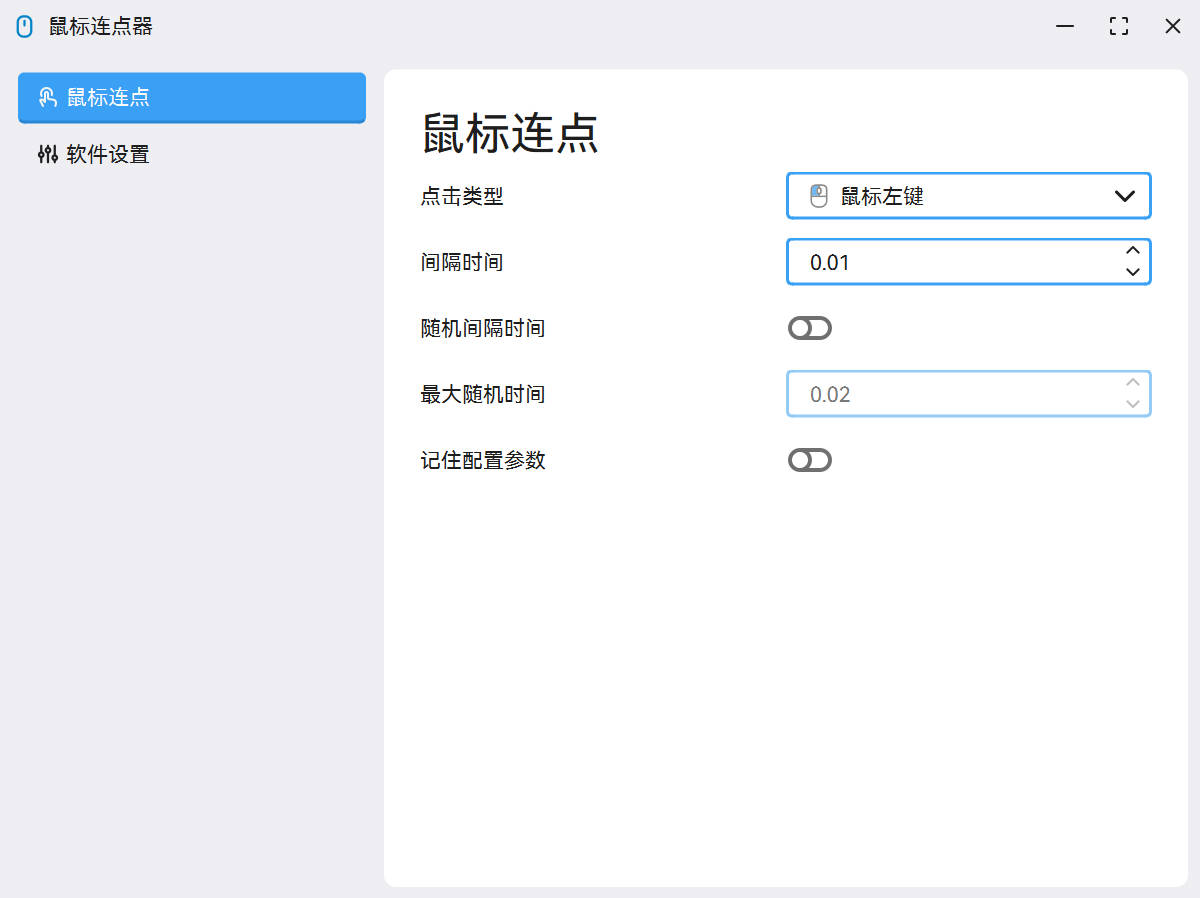 鼠标连点器
鼠标连点
软件设置
鼠标连点
点击类型
鼠标左键
间隔时间
0.01
随机间隔时间
最大随机时间
0.02
记住配置参数